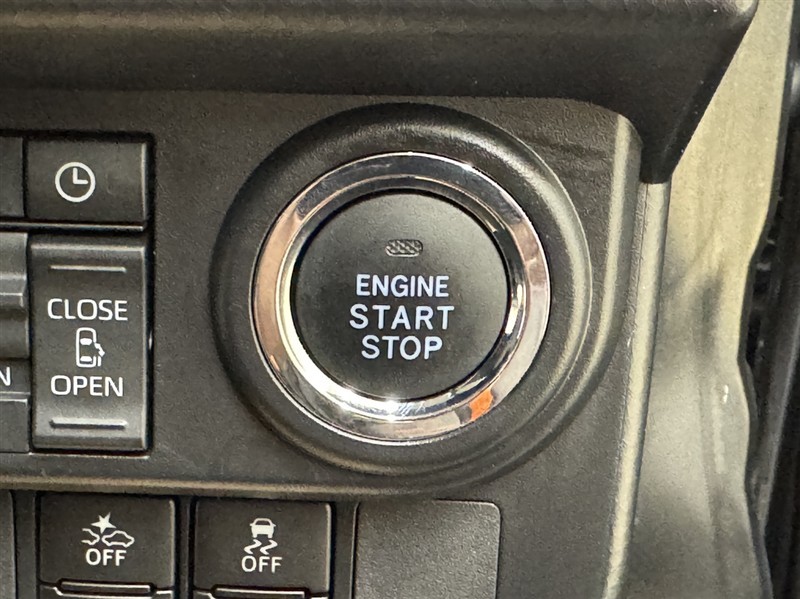 ENGINE
START
STOP
CLOSE
OPEN
N
OFF
OFF